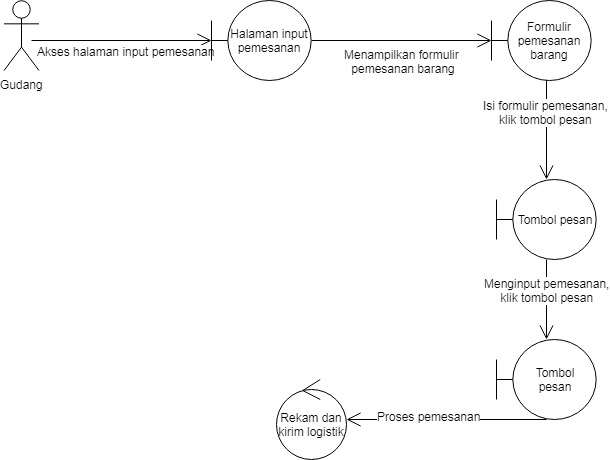 Gudang
Akses halaman input pemesanan
Halaman input
pemesanan
Menampilkan formulir
pemesanan barang
Formulir
pemesanan
barang
Isi formulir pemesanan,
klik tombol pesan
Tombol pesan
Menginput pemesanan,
klik tombol pesan
Tombol
pesan
Proses pemesanan
Rekam dan
kirim logistik